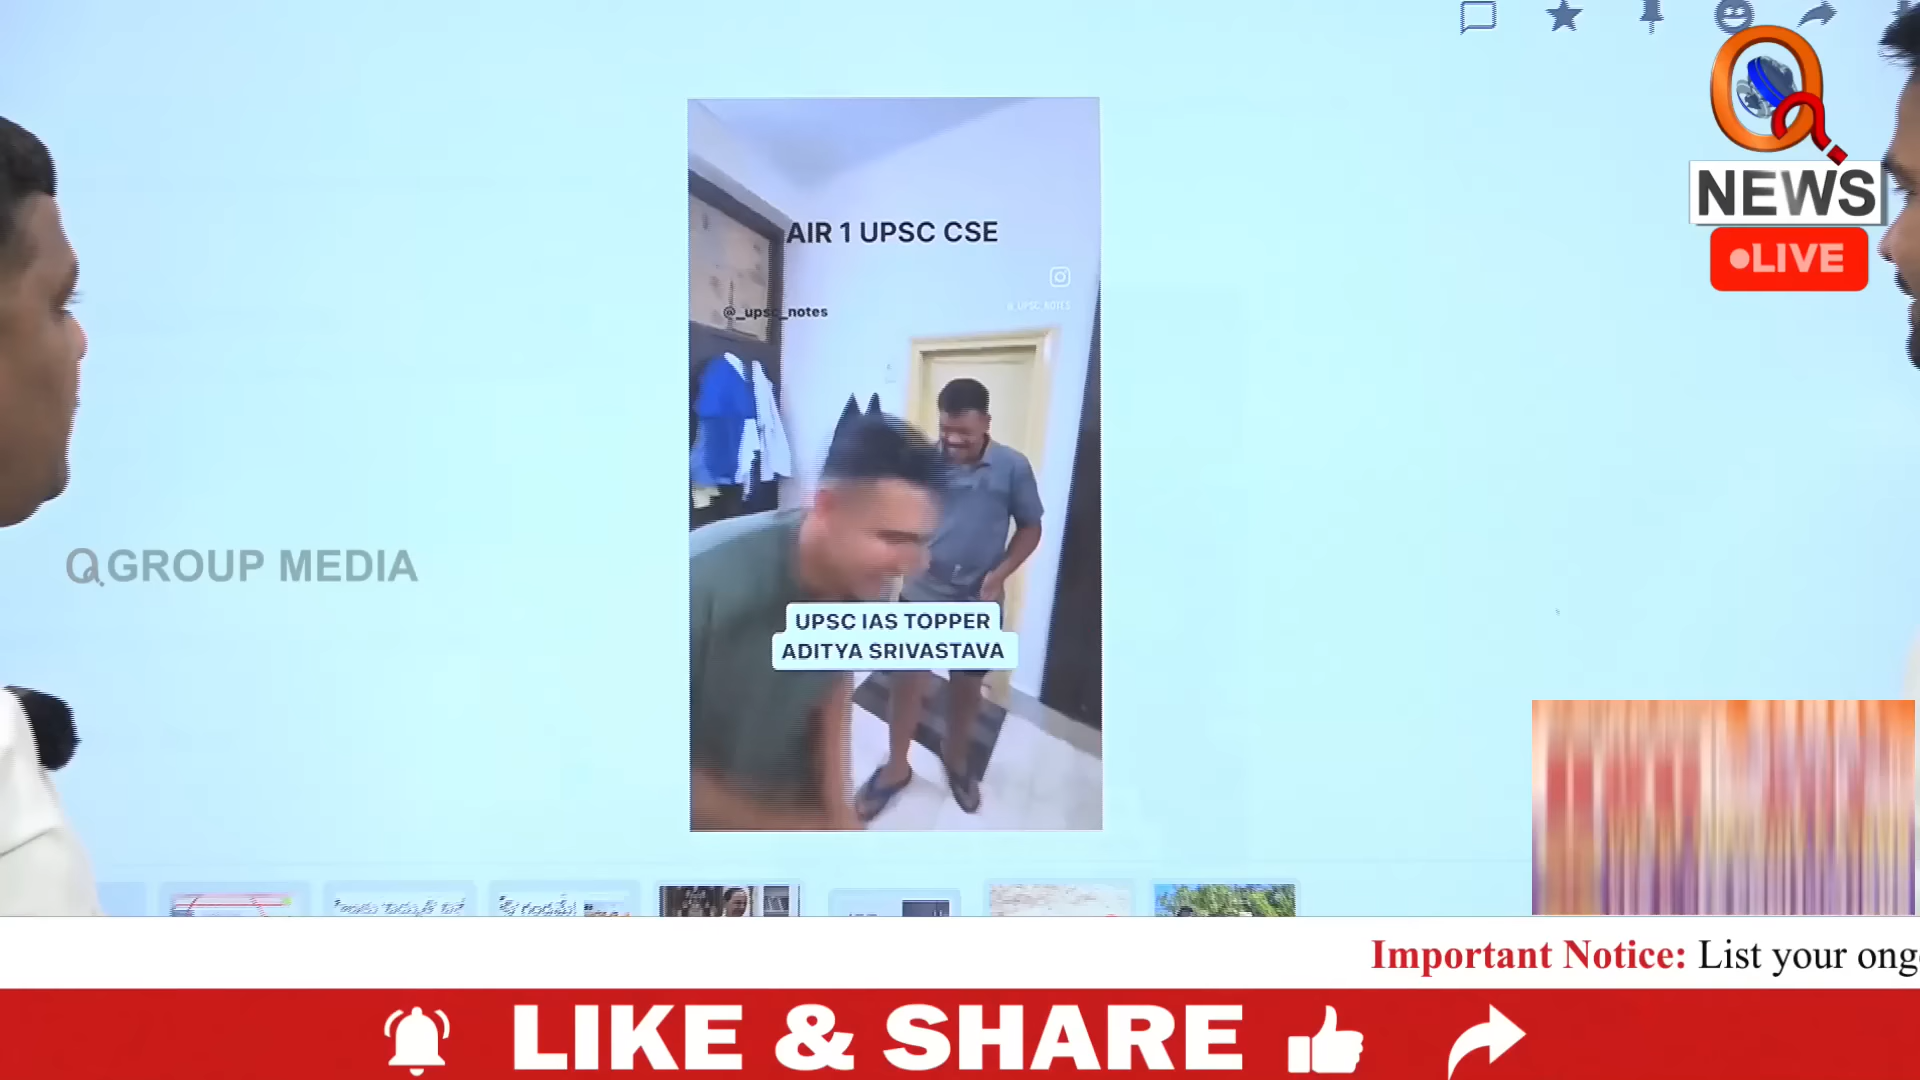 NEWS
LIVE
AIR 1 UPSC CSE
@_upsc_notes
@_UPSC_NOTES
GROUP MEDIA
UPSC IAS TOPPER
ADITYA SRIVASTAVA
Important Notice: List your ong
LIKE & SHARE